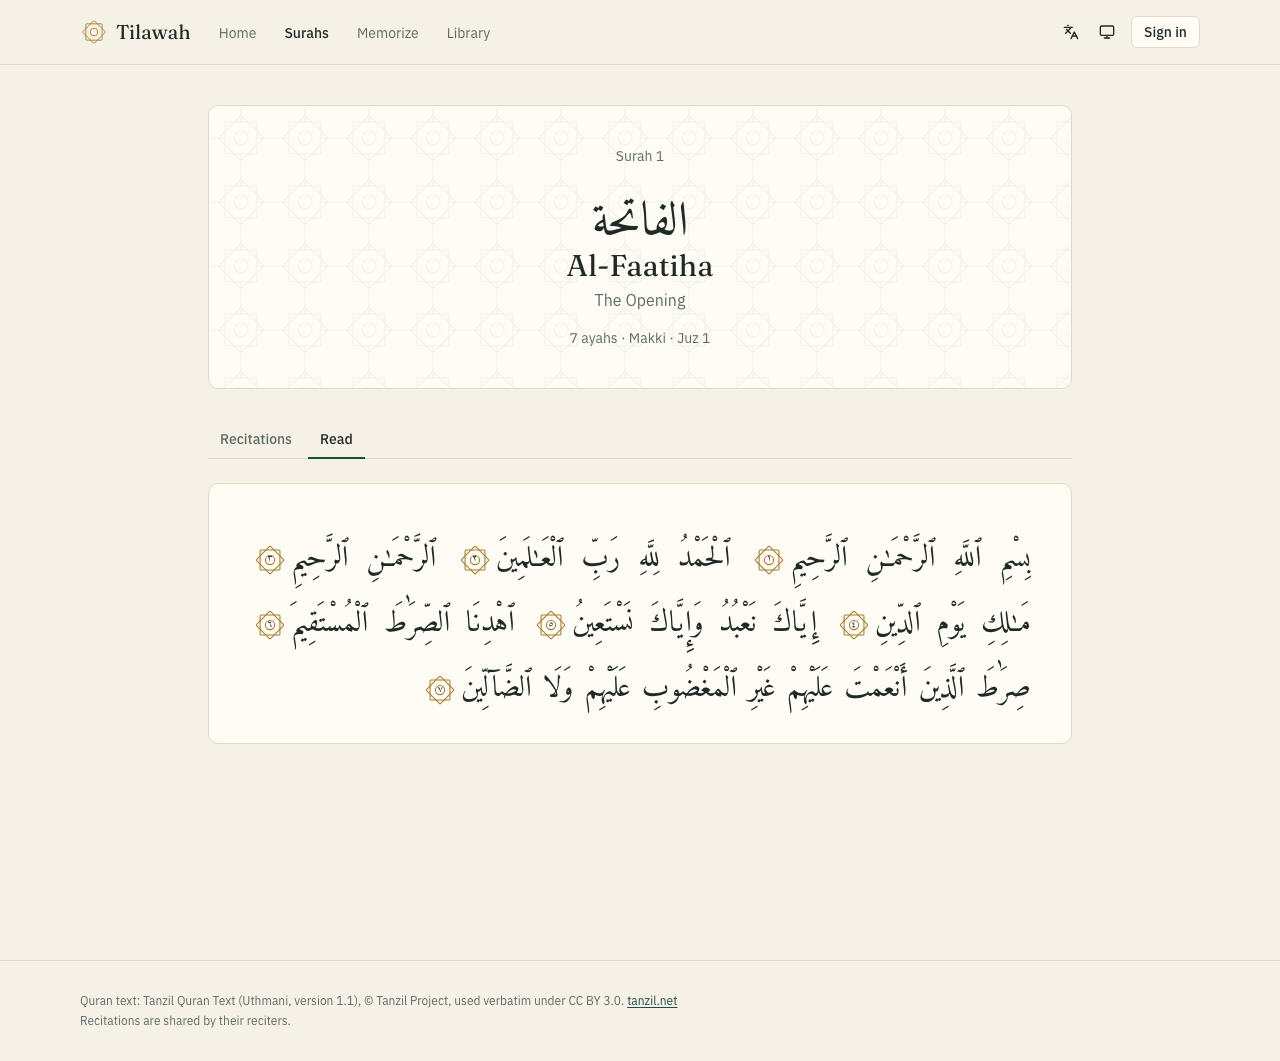 Tilawah
Home
Surahs
Memorize
Library
Sign in
Surah 1
الفاتحة
Al-Faatiha
The Opening
7 ayahs · Makki · Juz 1
Recitations
Read
بِسْمِ ٱللَّهِ ٱلرَّحْمَـٰنِ ٱلرَّحِيمِ ١ ٱلْحَمْدُ لِلَّهِ رَبِّ ٱلْعَـٰلَمِينَ ٢ ٱلرَّحْمَـٰنِ ٱلرَّحِيمِ ٣
مَـٰلِكِ يَوْمِ ٱلدِّينِ ٤ إِيَّاكَ نَعْبُدُ وَإِيَّاكَ نَسْتَعِينُ ٥ ٱهْدِنَا ٱلصِّرَٰطَ ٱلْمُسْتَقِيمَ ٦
صِرَٰطَ ٱلَّذِينَ أَنْعَمْتَ عَلَيْهِمْ غَيْرِ ٱلْمَغْضُوبِ عَلَيْهِمْ وَلَا ٱلضَّآلِّينَ ٧
Quran text: Tanzil Quran Text (Uthmani, version 1.1), © Tanzil Project, used verbatim under CC BY 3.0. tanzil.net
Recitations are shared by their reciters.